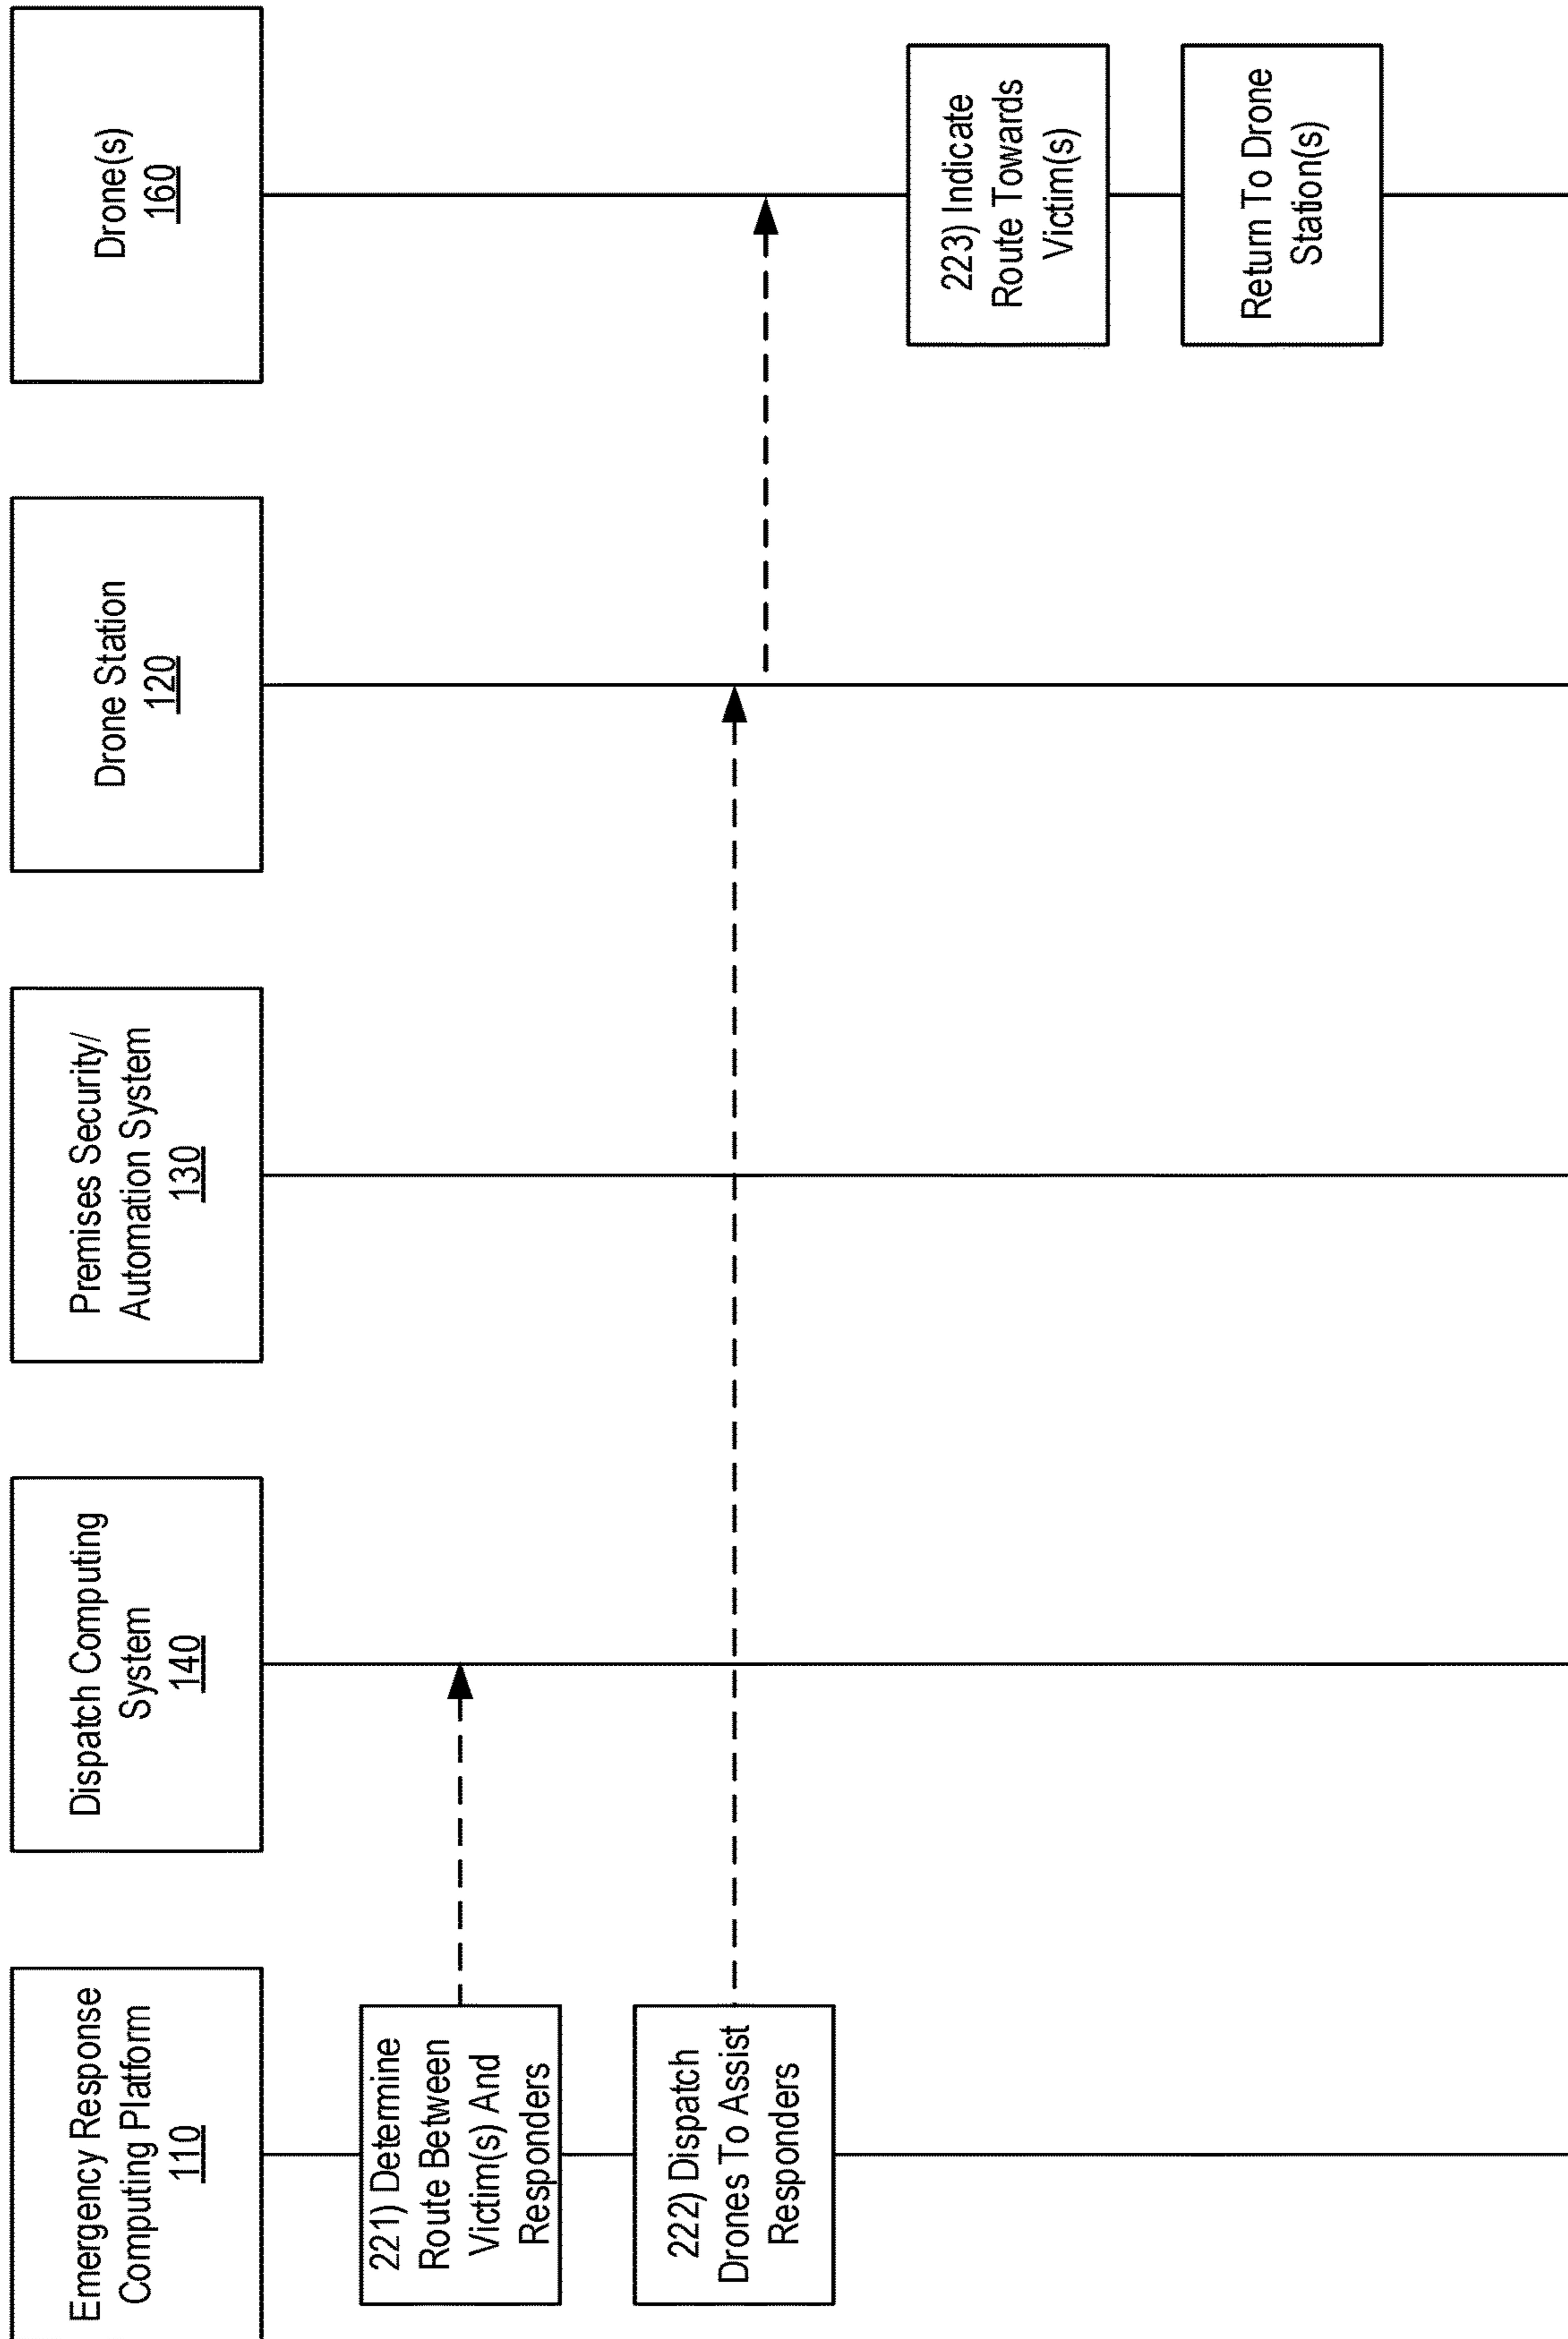 Emergency Response
Computing Platform
110
Dispatch Computing
System
140
Premises Security/
Automation System
130
Drone Station
120
Drone(s)
160
221) Determine
Route Between
Victim(s) And
Responders
222) Dispatch
Drones To Assist
Responders
223) Indicate
Route Towards
Victim(s)
Return To Drone
Station(s)